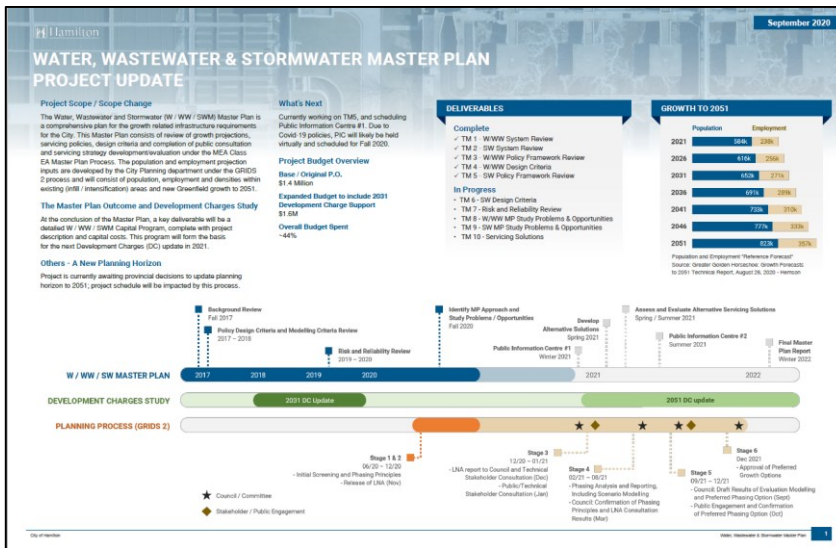 September 2020
Hamilton
WATER, WASTEWATER & STORMWATER MASTER PLAN
PROJECT UPDATE
Project Scope / Scope Change
The Water, Wastewater and Stormwater (W / WW / SWM) Master Plan is
a comprehensive plan for the growth related infrastructure requirements
for the City. This Master Plan consists of review of growth projections,
servicing policies, design criteria and completion of public consultation
and servicing strategy development/evaluation under the MEA Class
EA Master Plan Process. The population and employment projection
inputs are developed by the City Planning department under the GRIDS
2 process and will consist of population, employment and densities within
existing (infill / intensification) areas and new Greenfield growth to 2051.
The Master Plan Outcome and Development Charges Study
At the conclusion of the Master Plan, a key deliverable will be a
detailed W / WW / SWM Capital Program, complete with project
description and capital costs. This program will form the basis
for the next Development Charges (DC) update in 2021.
Others - A New Planning Horizon
Project is currently awaiting provincial decisions to update planning
horizon to 2051; project schedule will be impacted by this process.
What's Next
Currently working on TM5, and scheduling
Public Information Centre #1. Due to
Covid-19 policies, PIC will likely be held
virtually and scheduled for Fall 2020.
Project Budget Overview
Base / Original P.O.
$1.4 Million
Expanded Budget to include 2031
Development Charge Support
$1.6M
Overall Budget Spent
~44%
DELIVERABLES
Complete
✓ TM 1 - W/WW System Review
✓ TM 2 - SW System Review
✓ TM 3 - W/WW Policy Framework Review
✓ TM 4 - W/WW Design Criteria
✓ TM 5 - SW Policy Framework Review
In Progress
• TM 6 - SW Design Criteria
• TM 7 - Risk and Reliability Review
• TM 8 - W/WW MP Study Problems & Opportunities
• TM 9 - SW MP Study Problems & Opportunities
• TM 10 - Servicing Solutions
GROWTH TO 2051
Population Employment
2021 584k 238k
2026 616k 256k
2031 652k 271k
2036 691k 289k
2041 733k 310k
2046 777k 333k
2051 823k 357k
Population and Employment "Reference Forecast"
Source: Greater Golden Horseshoe: Growth Forecasts
to 2051 Technical Report, August 26, 2020 - Hemson
Background Review
Fall 2017
Policy Design Criteria and Modelling Criteria Review
2017 – 2018
Risk and Reliability Review
2019 – 2020
Identify MP Approach and
Study Problems / Opportunities
Fall 2020
Public Information Centre #1
Winter 2021
Develop
Alternative Solutions
Spring 2021
Assess and Evaluate Alternative Servicing Solutions
Spring / Summer 2021
Public Information Centre #2
Summer 2021
Final Master
Plan Report
Winter 2022
W / WW / SW MASTER PLAN 2017 2018 2019 2020 2021 2022
DEVELOPMENT CHARGES STUDY 2031 DC Update 2051 DC update
PLANNING PROCESS (GRIDS 2)
Stage 1 & 2
06/20 – 12/20
- Initial Screening and Phasing Principles
- Release of LNA (Nov)
Stage 3
12/20 – 01/21
- LNA report to Council and Technical
Stakeholder Consultation (Dec)
- Public/Technical
Stakeholder Consultation (Jan)
Stage 4
02/21 – 08/21
- Phasing Analysis and Reporting,
Including Scenario Modelling
- Council: Confirmation of Phasing
Principles and LNA Consultation
Results (Mar)
Stage 5
09/21 – 12/21
- Council: Draft Results of Evaluation Modelling
and Preferred Phasing Option (Sept)
- Public Engagement and Confirmation
of Preferred Phasing Option (Oct)
Stage 6
Dec 2021
- Approval of Preferred
Growth Options
★ Council / Committee
◆ Stakeholder / Public Engagement
City of Hamilton
Water, Wastewater & Stormwater Master Plan 1